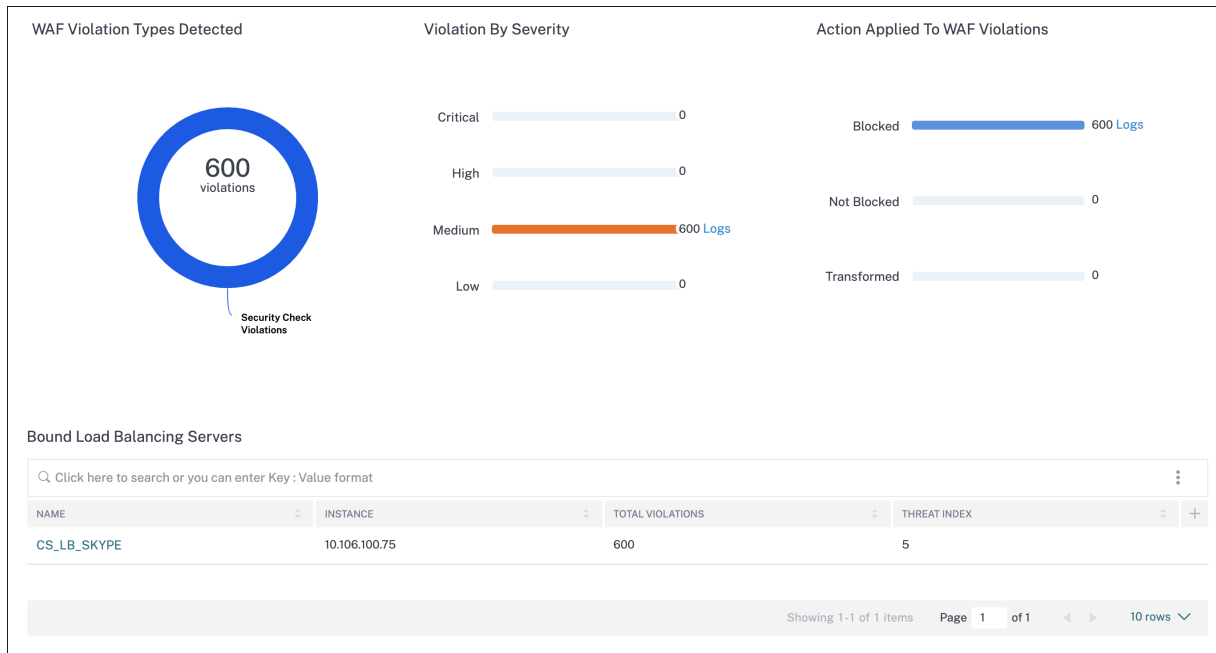 WAF Violation Types Detected
600
violations
Security Check
Violations
Violation By Severity
Critical 0
High 0
Medium 600 Logs
Low 0
Action Applied To WAF Violations
Blocked 600 Logs
Not Blocked 0
Transformed 0
Bound Load Balancing Servers
Click here to search or you can enter Key : Value format
NAME INSTANCE TOTAL VIOLATIONS THREAT INDEX
CS_LB_SKYPE 10.106.100.75 600 5
Showing 1-1 of 1 items Page 1 of 1 10 rows